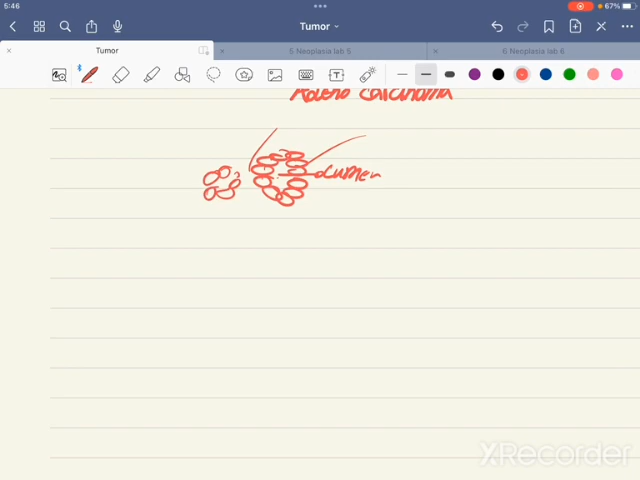 5:46
67%
Tumor
Tumor
5 Neoplasia lab 5
6 Neoplasia lab 6
Adeno carcinoma
Lumen
XRecorder